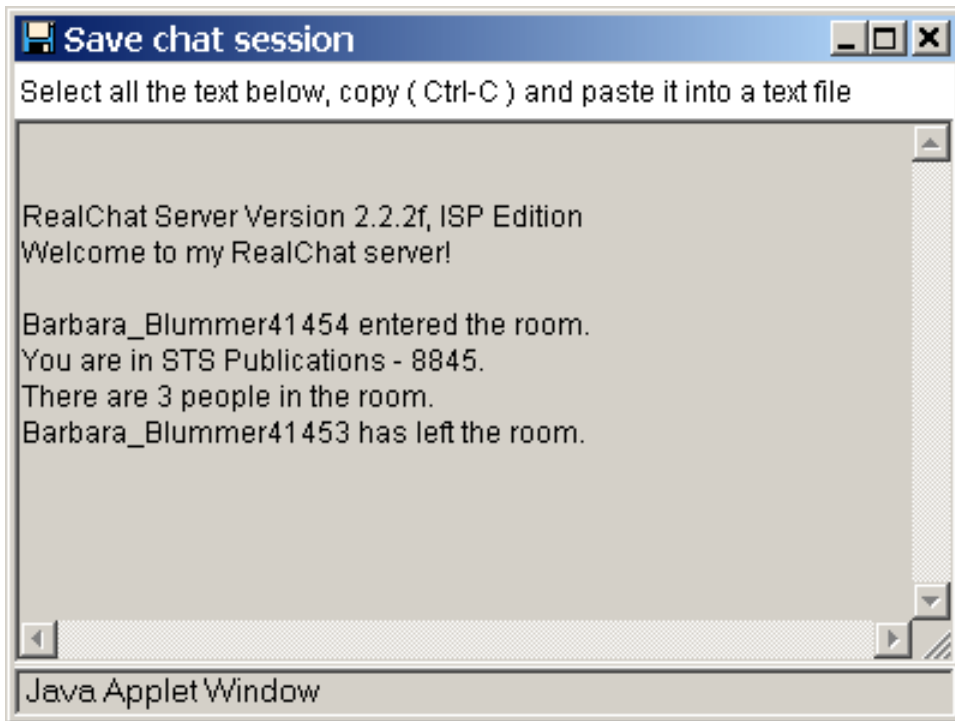 Save chat session
Select all the text below, copy ( Ctrl-C ) and paste it into a text file
RealChat Server Version 2.2.2f, ISP Edition
Welcome to my RealChat server!
Barbara_Blummer41454 entered the room.
You are in STS Publications - 8845.
There are 3 people in the room.
Barbara_Blummer41453 has left the room.
Java Applet Window